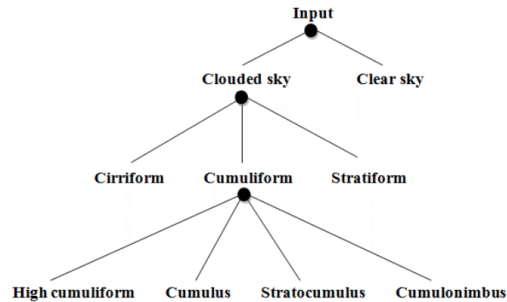 Input
Clouded sky Clear sky
Cirriform Cumuliform Stratiform
High cumuliform Cumulus Stratocumulus Cumulonimbus